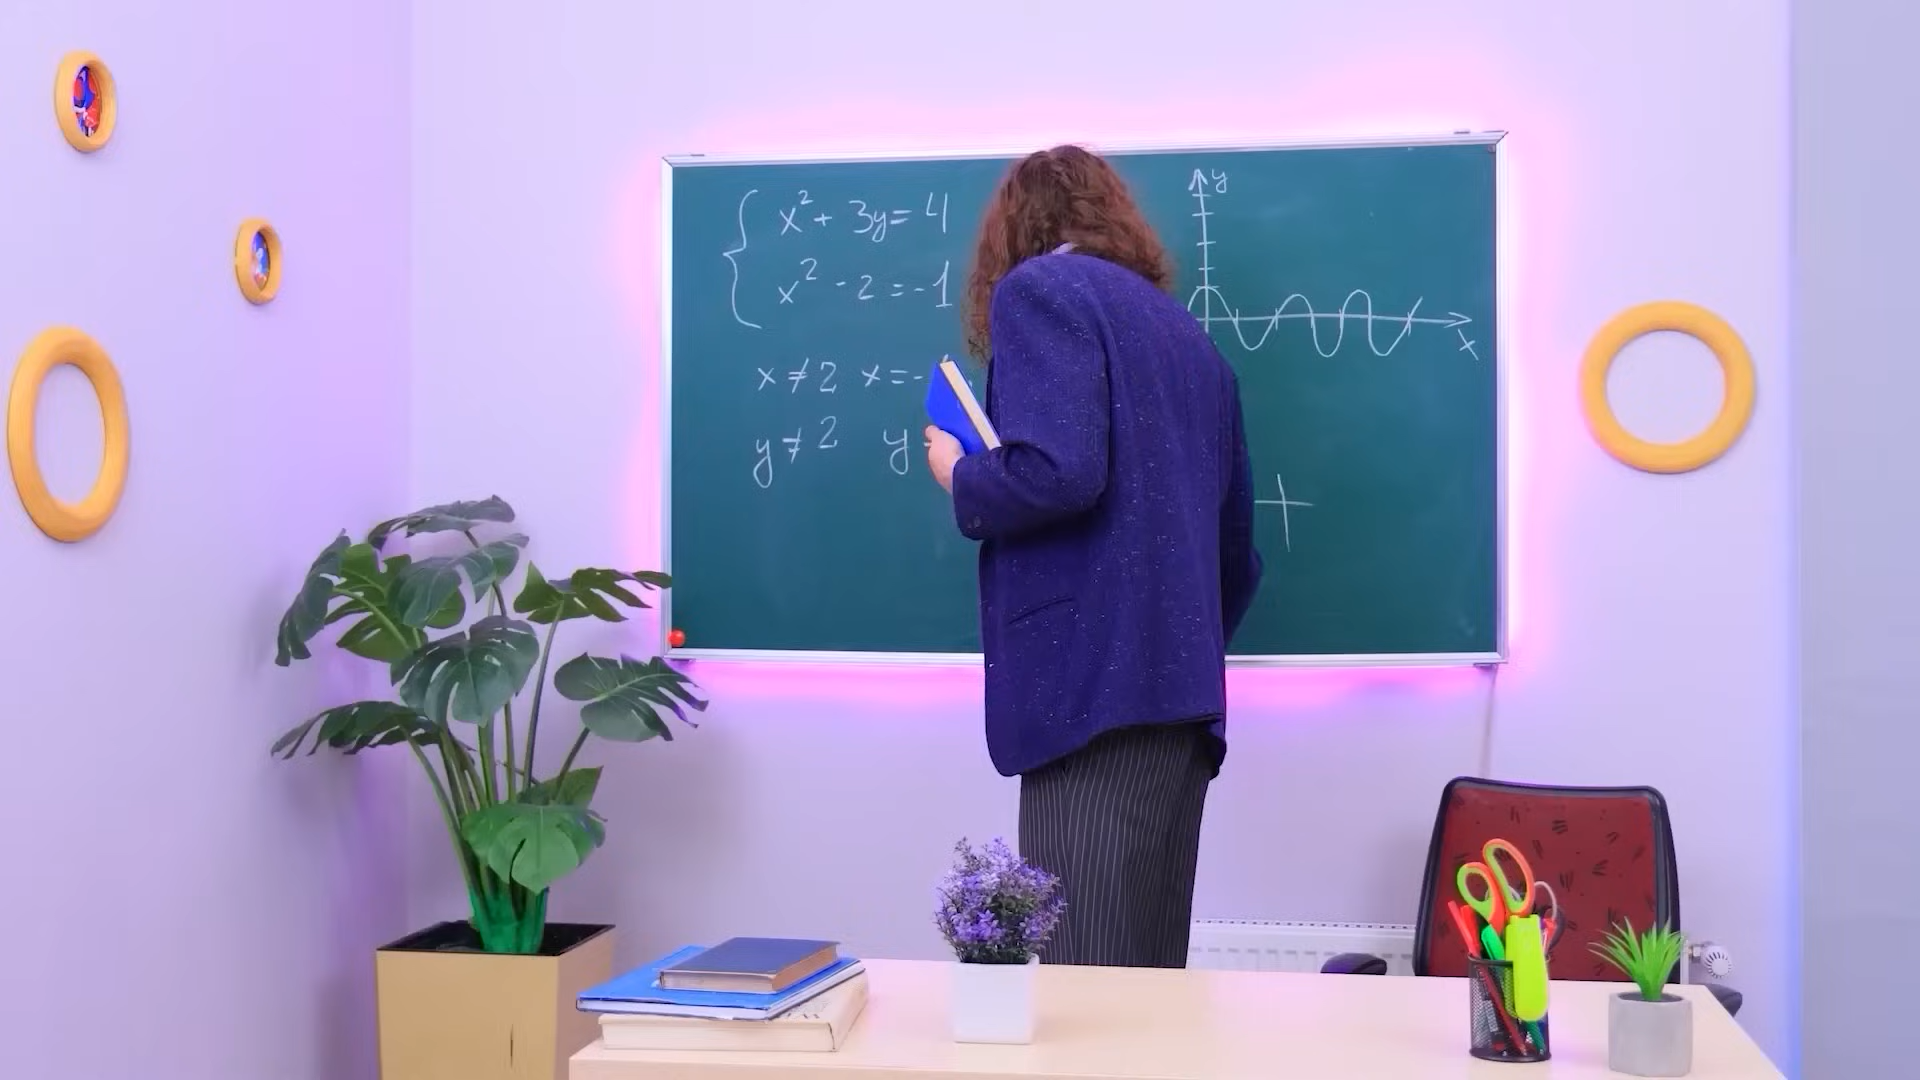 x² + 3y = 4
x² - 2 = -1
x ≠ 2 x = -
y ≠ 2 y
y
x